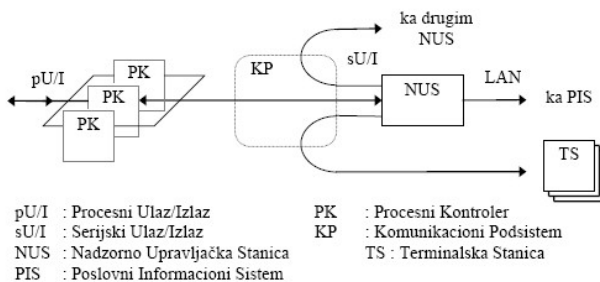 ka drugim
NUS
pU/I
PK
PK
PK
KP
sU/I
NUS
LAN
ka PIS
TS
pU/I : Procesni Ulaz/Izlaz
sU/I : Serijski Ulaz/Izlaz
NUS : Nadzorno Upravljačka Stanica
PIS : Poslovni Informacioni Sistem
PK : Procesni Kontroler
KP : Komunikacioni Podsistem
TS : Terminalska Stanica